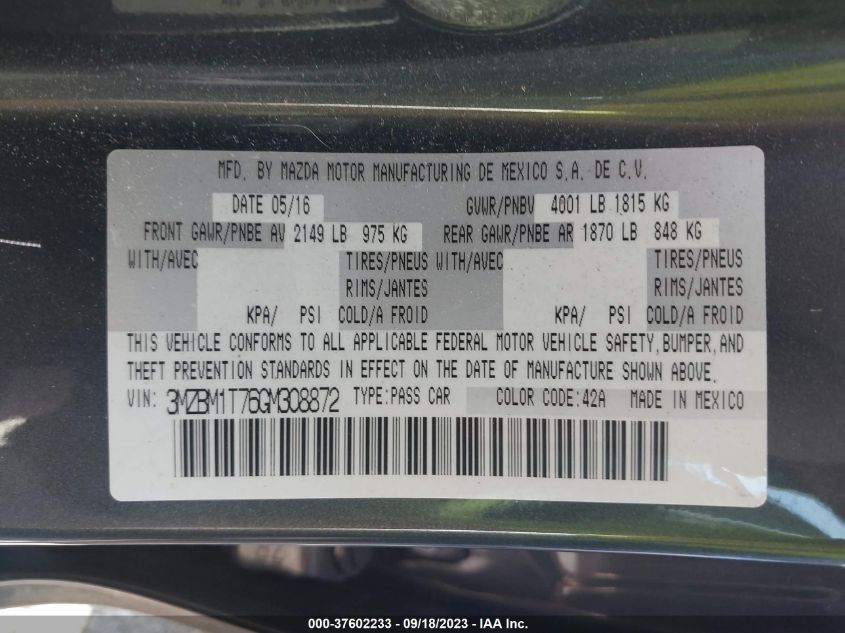 MFD. BY MAZDA MOTOR MANUFACTURING DE MEXICO S.A. DE C.V.
DATE 05/16 GVWR/PNBV 4001 LB 1815 KG
FRONT GAWR/PNBE AV 2149 LB 975 KG REAR GAWR/PNBE AR 1870 LB 848 KG
WITH/AVEC TIRES/PNEUS WITH/AVEC TIRES/PNEUS
RIMS/JANTES RIMS/JANTES
KPA/ PSI COLD/A FROID KPA/ PSI COLD/A FROID
THIS VEHICLE CONFORMS TO ALL APPLICABLE FEDERAL MOTOR VEHICLE SAFETY, BUMPER, AND
THEFT PREVENTION STANDARDS IN EFFECT ON THE DATE OF MANUFACTURE SHOWN ABOVE.
VIN: 3MZBM1T76GM308872 TYPE:PASS CAR COLOR CODE:42A MADE IN MEXICO
000-37602233 - 09/18/2023 - IAA Inc.